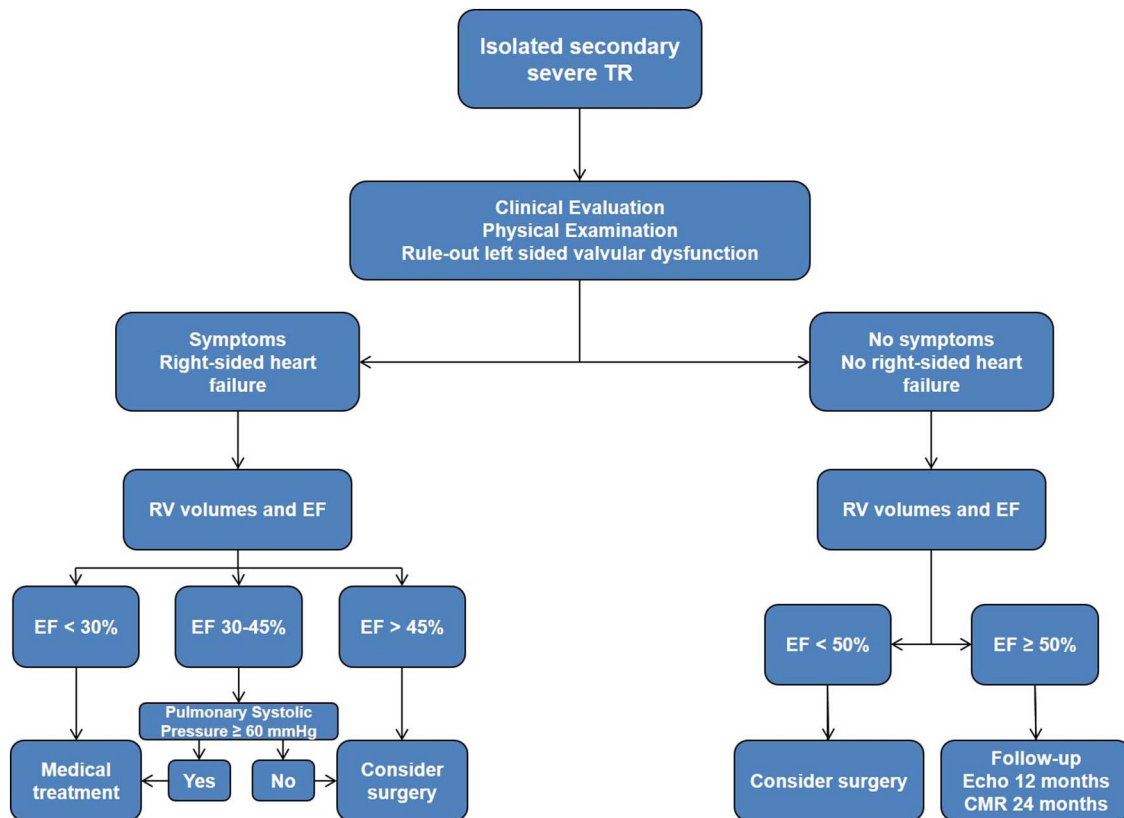 Isolated secondary
severe TR
Clinical Evaluation
Physical Examination
Rule-out left sided valvular dysfunction
Symptoms
Right-sided heart
failure
No symptoms
No right-sided heart
failure
RV volumes and EF
RV volumes and EF
EF < 30%
EF 30-45%
EF > 45%
EF < 50%
EF ≥ 50%
Pulmonary Systolic
Pressure ≥ 60 mmHg
Medical
treatment
Yes
No
Consider
surgery
Consider surgery
Follow-up
Echo 12 months
CMR 24 months